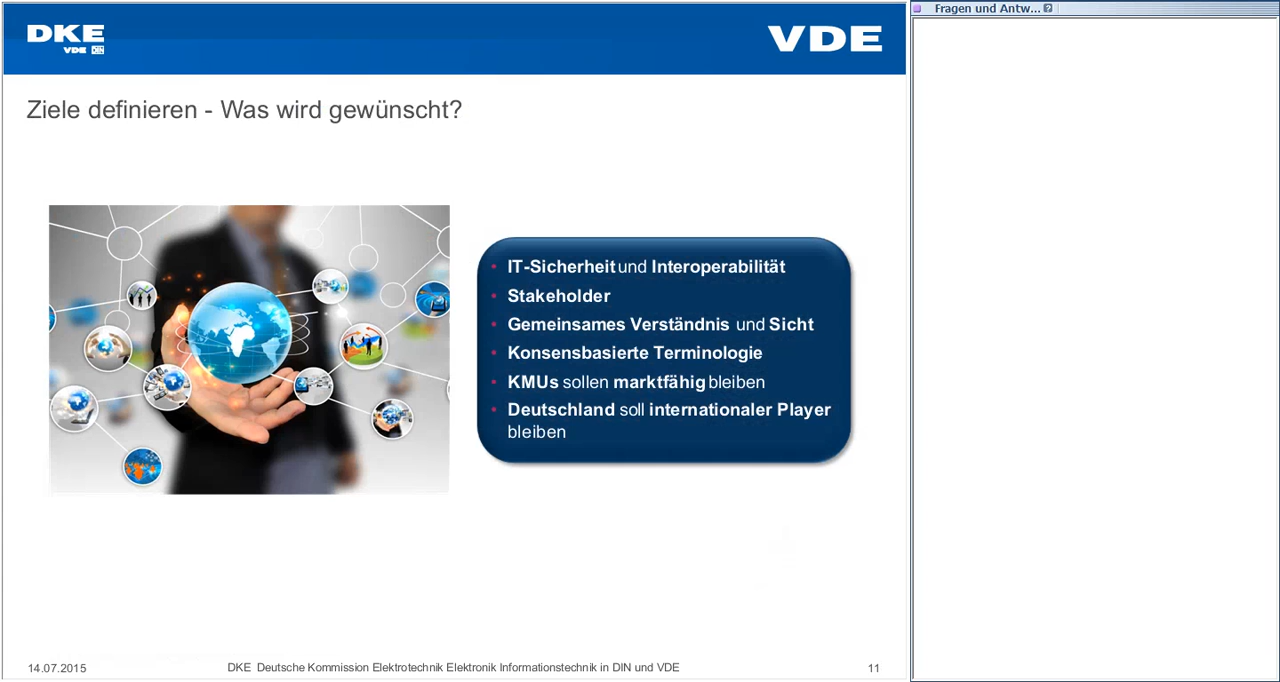 DKE
VDE DIN
VDE
Fragen und Antw...
Ziele definieren - Was wird gewünscht?
• IT-Sicherheit und Interoperabilität
• Stakeholder
• Gemeinsames Verständnis und Sicht
• Konsensbasierte Terminologie
• KMUs sollen marktfähig bleiben
• Deutschland soll internationaler Player
bleiben
14.07.2015
DKE Deutsche Kommission Elektrotechnik Elektronik Informationstechnik in DIN und VDE
11